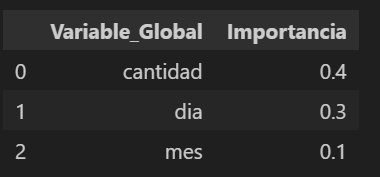 Variable_Global Importancia
0 cantidad 0.4
1 dia 0.3
2 mes 0.1